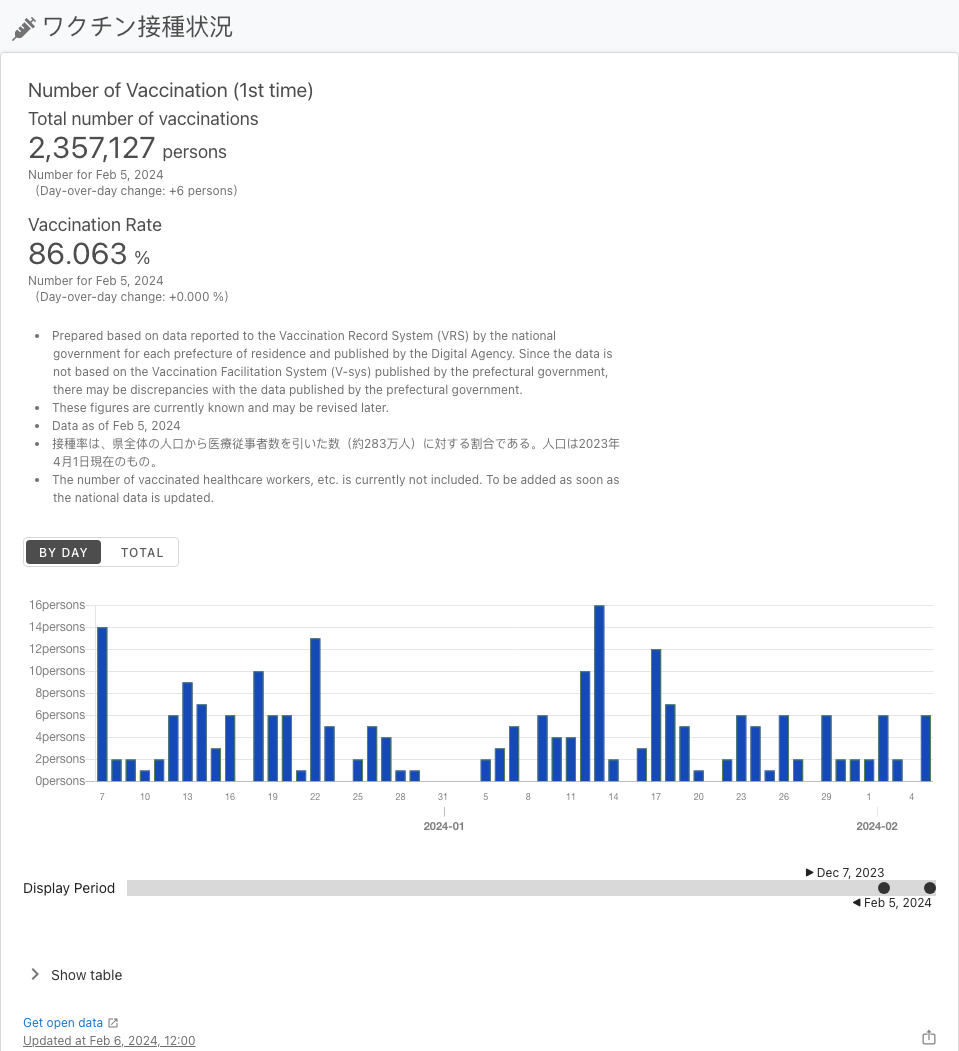 ワクチン接種状況
Number of Vaccination (1st time)
Total number of vaccinations
2,357,127 persons
Number for Feb 5, 2024
(Day-over-day change: +6 persons)
Vaccination Rate
86.063 %
Number for Feb 5, 2024
(Day-over-day change: +0.000 %)
• Prepared based on data reported to the Vaccination Record System (VRS) by the national
government for each prefecture of residence and published by the Digital Agency. Since the data is
not based on the Vaccination Facilitation System (V-sys) published by the prefectural government,
there may be discrepancies with the data published by the prefectural government.
• These figures are currently known and may be revised later.
• Data as of Feb 5, 2024
• 接種率は、県全体の人口から医療従事者数を引いた数（約283万人）に対する割合である。人口は2023年
4月1日現在のもの。
• The number of vaccinated healthcare workers, etc. is currently not included. To be added as soon as
the national data is updated.
BY DAY TOTAL
16persons
14persons
12persons
10persons
8persons
6persons
4persons
2persons
0persons
7 10 13 16 19 22 25 28 31 5 8 11 14 17 20 23 26 29 1 4
2024-01 2024-02
▶ Dec 7, 2023
Display Period
◀ Feb 5, 2024
Show table
Get open data
Updated at Feb 6, 2024, 12:00